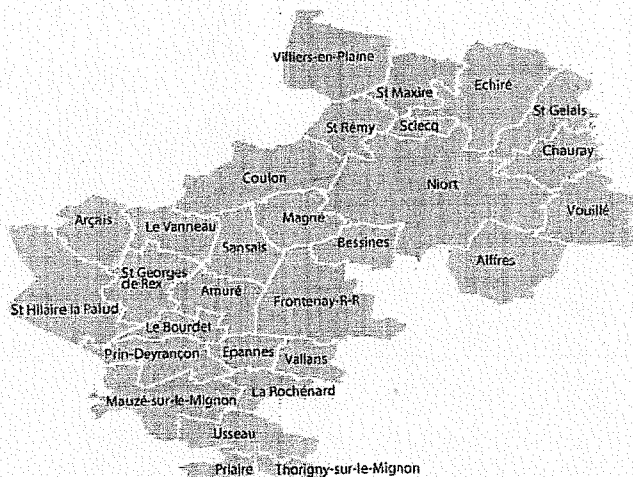 Villiers-en-Plaine
St Maxire
Echiré
St Gelais
St Rémy
Sciecq
Chauray
Coulon
Niort
Magné
Vouillé
Arçais
Le Vanneau
Sansais
Bessines
Aiffres
St Georges
de Rex
Amuré
Frontenay-R-R
St Hilaire la Palud
Le Bourdet
Prin-Deyrançon
Epannes
Vallans
La Rochénard
Mauzé-sur-le-Mignon
Usseau
Priaire
Thorigny-sur-le-Mignon